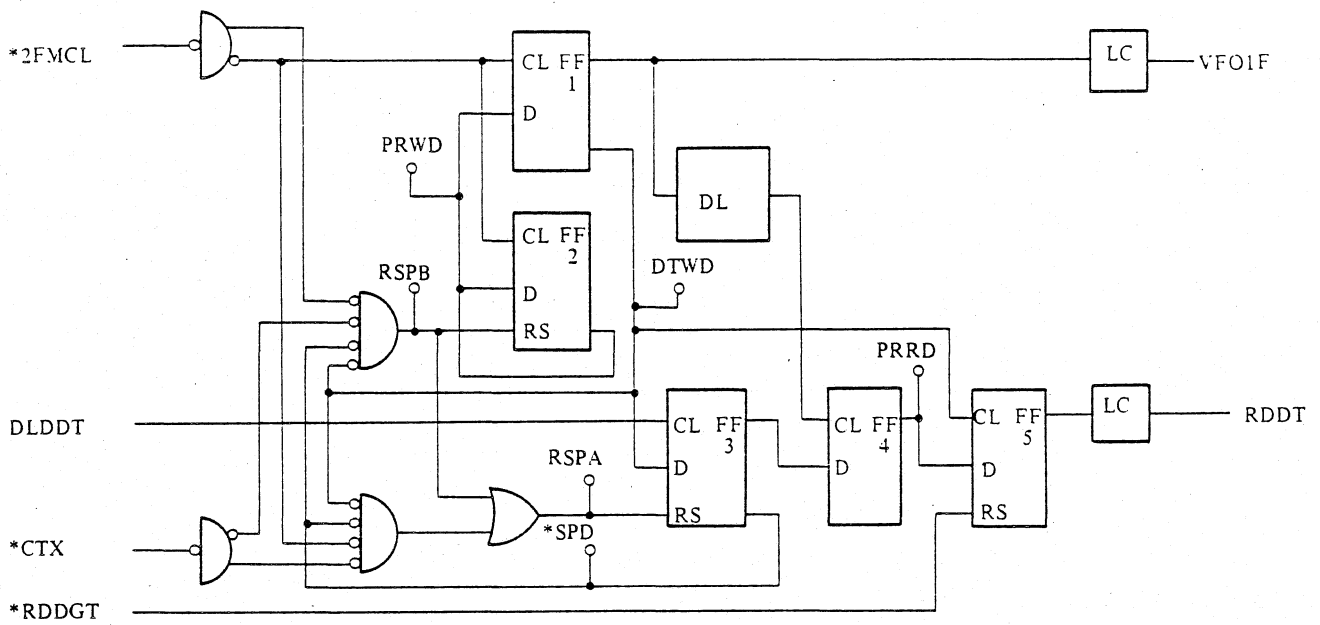 *2FMCL
CL FF
1
D
LC
VFO1F
PRWD
DL
CL FF
2
D
RS
RSPB
DTWD
PRRD
DLDDT
CL FF
3
D
RS
CL FF
4
D
CL FF
5
D
RS
LC
RDDT
RSPA
*SPD
*CTX
*RDDGT